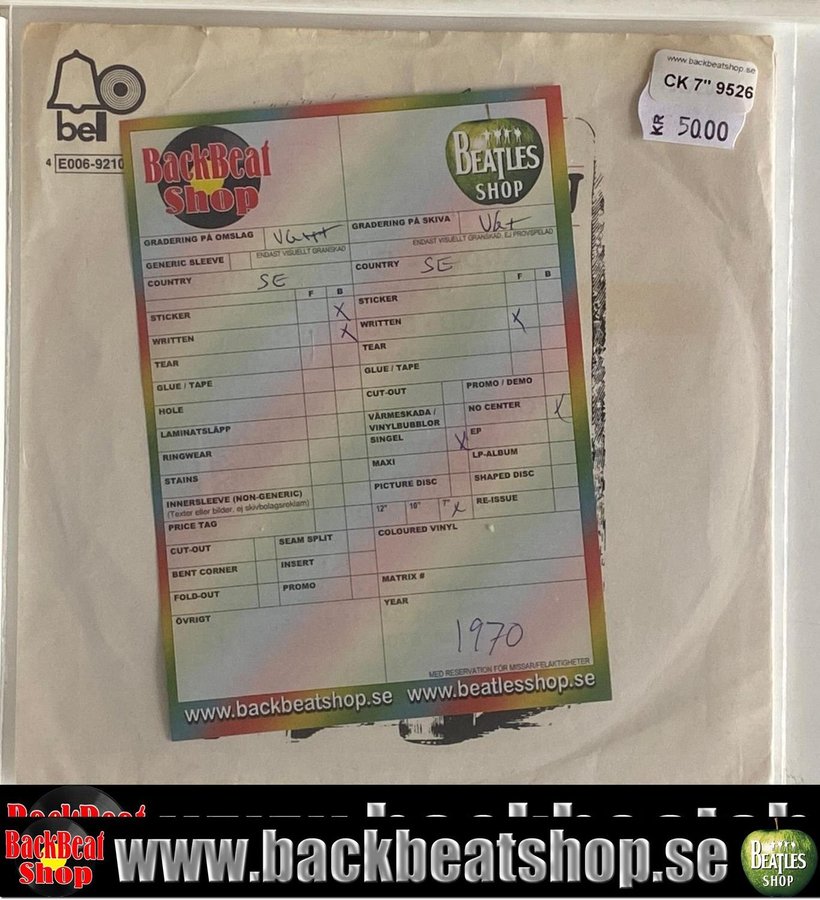 bell
4 E006-9210
www.backbeatshop.se
CK 7" 9526
KR 5000
BackBeat Shop
BEATLES SHOP
GRADERING PÅ OMSLAG VG++
ENDAST VISUELLT GRANSKAD
GENERIC SLEEVE
COUNTRY SE
F B
STICKER X
WRITTEN X
TEAR
GLUE / TAPE
HOLE
LAMINATSLÄPP
RINGWEAR
STAINS
INNERSLEEVE (NON-GENERIC)
(Texter eller bilder, ej skivbolagsreklam)
PRICE TAG
CUT-OUT SEAM SPLIT
BENT CORNER INSERT
FOLD-OUT PROMO
ÖVRIGT
GRADERING PÅ SKIVA VG+
ENDAST VISUELLT GRANSKAD, EJ PROVSPELAD
COUNTRY SE
F B
STICKER
WRITTEN X
TEAR
GLUE / TAPE
CUT-OUT PROMO / DEMO
VÄRMESKADA / VINYLBUBBLOR NO CENTER X
SINGEL X EP
MAXI LP-ALBUM
PICTURE DISC SHAPED DISC
12" 10" 7" X RE-ISSUE
COLOURED VINYL
MATRIX #
YEAR
1970
MED RESERVATION FÖR MISSAR/FELAKTIGHETER
www.backbeatshop.se www.beatlesshop.se
BackBeat Shop www.backbeatshop.se BEATLES SHOP